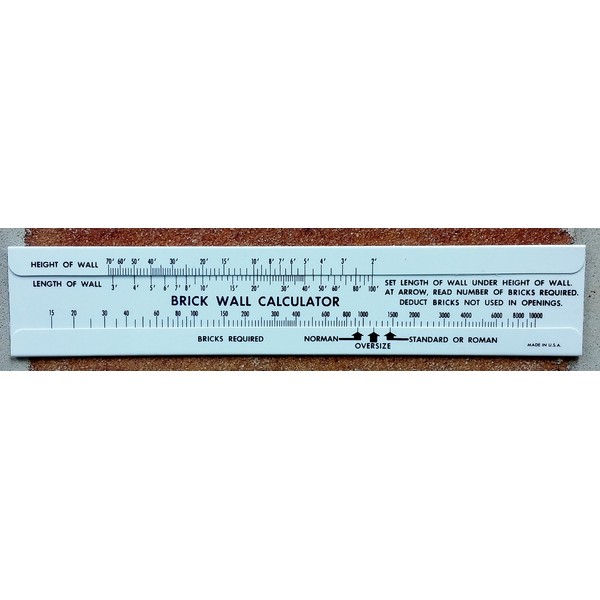 HEIGHT OF WALL 70' 60' 50' 40' 30' 20' 15' 10' 8' 7' 6' 5' 4' 3' 2'
LENGTH OF WALL 3' 4' 5' 6' 7' 8' 10' 15' 20' 30' 40' 50' 60' 80' 100'
SET LENGTH OF WALL UNDER HEIGHT OF WALL.
AT ARROW, READ NUMBER OF BRICKS REQUIRED.
DEDUCT BRICKS NOT USED IN OPENINGS.
BRICK WALL CALCULATOR
15 20 30 40 60 80 100 150 200 300 400 600 800 1000 1500 2000 3000 4000 6000 8000 10000
BRICKS REQUIRED NORMAN STANDARD OR ROMAN
OVERSIZE
MADE IN U.S.A.